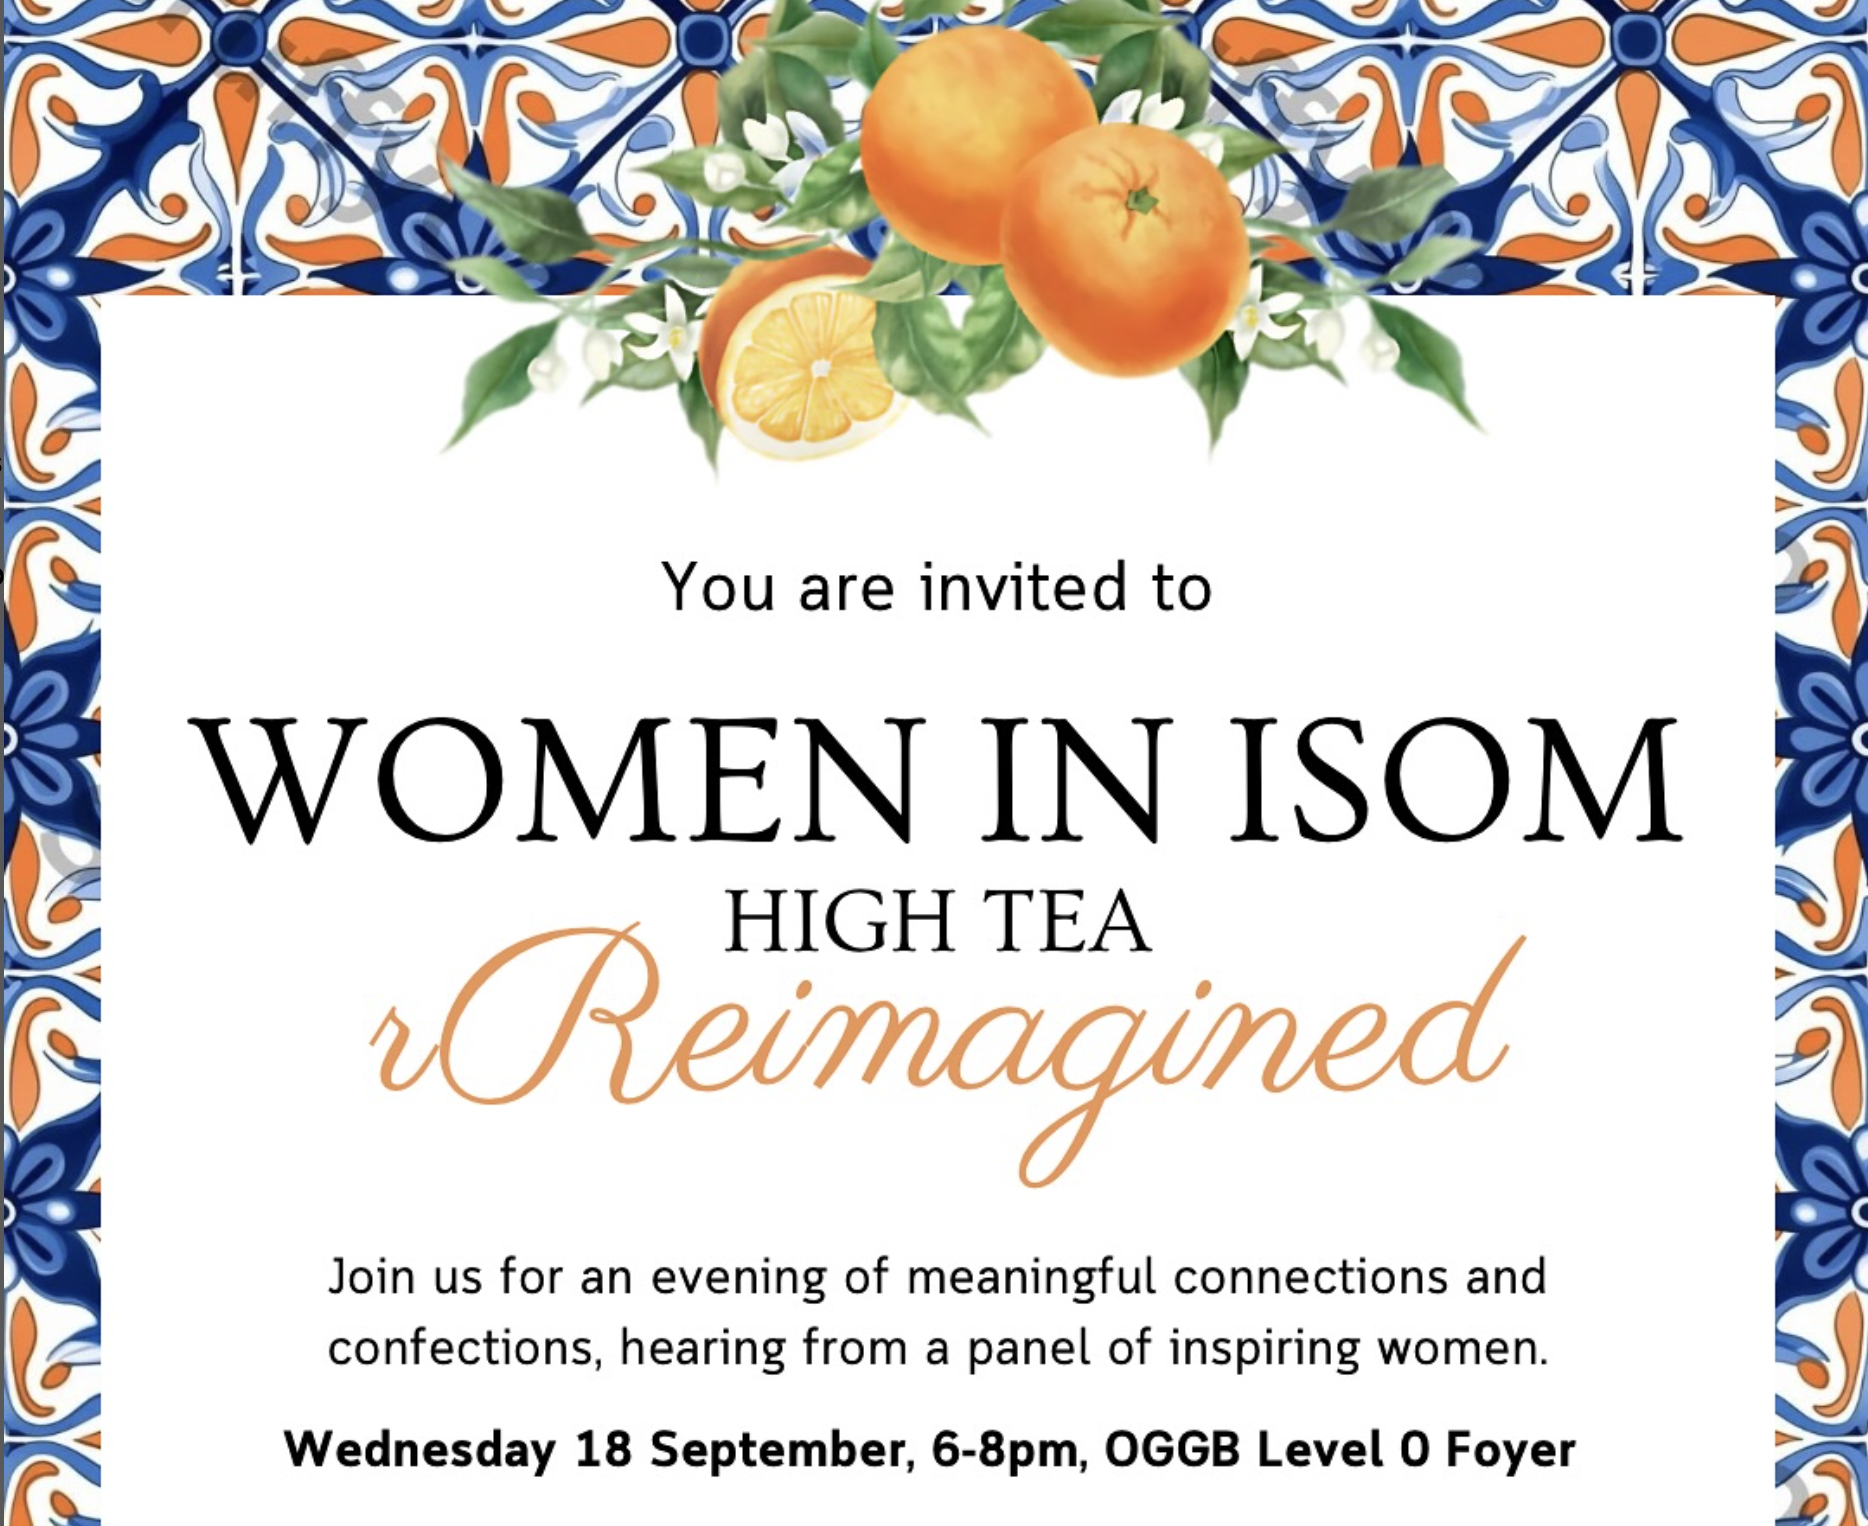 You are invited to
WOMEN IN ISOM
HIGH TEA
rReimagined
Join us for an evening of meaningful connections and
confections, hearing from a panel of inspiring women.
Wednesday 18 September, 6-8pm, OGGB Level 0 Foyer